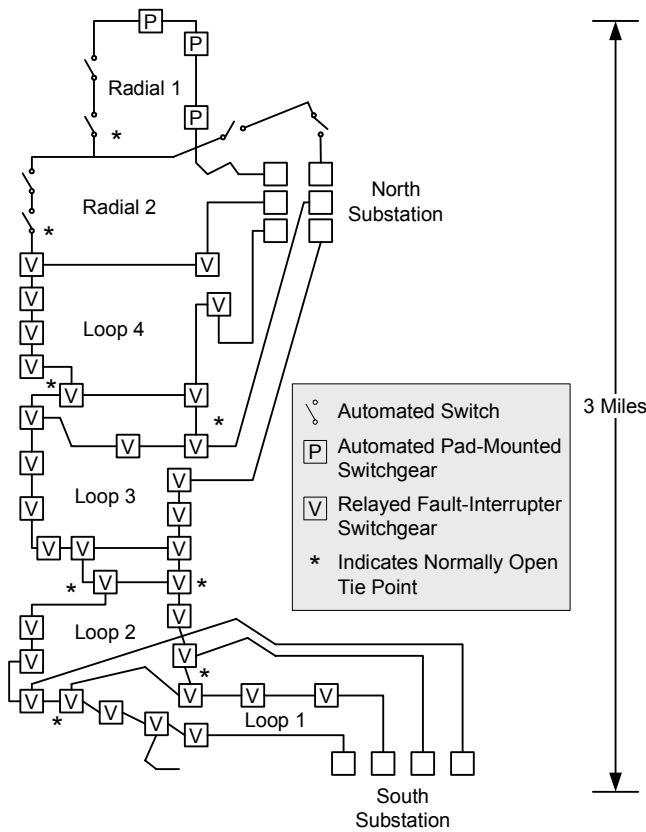 P
P
Radial 1
P
*
Radial 2
North
Substation
*
V V
V V
V Loop 4
V
* V V
V *
V V
V
V
V Loop 3
V
V V V
* V V *
V
V Loop 2
V V
*
V V V V V
* V V Loop 1
V
South
Substation
Automated Switch
P Automated Pad-Mounted
Switchgear
V Relayed Fault-Interrupter
Switchgear
* Indicates Normally Open
Tie Point
3 Miles